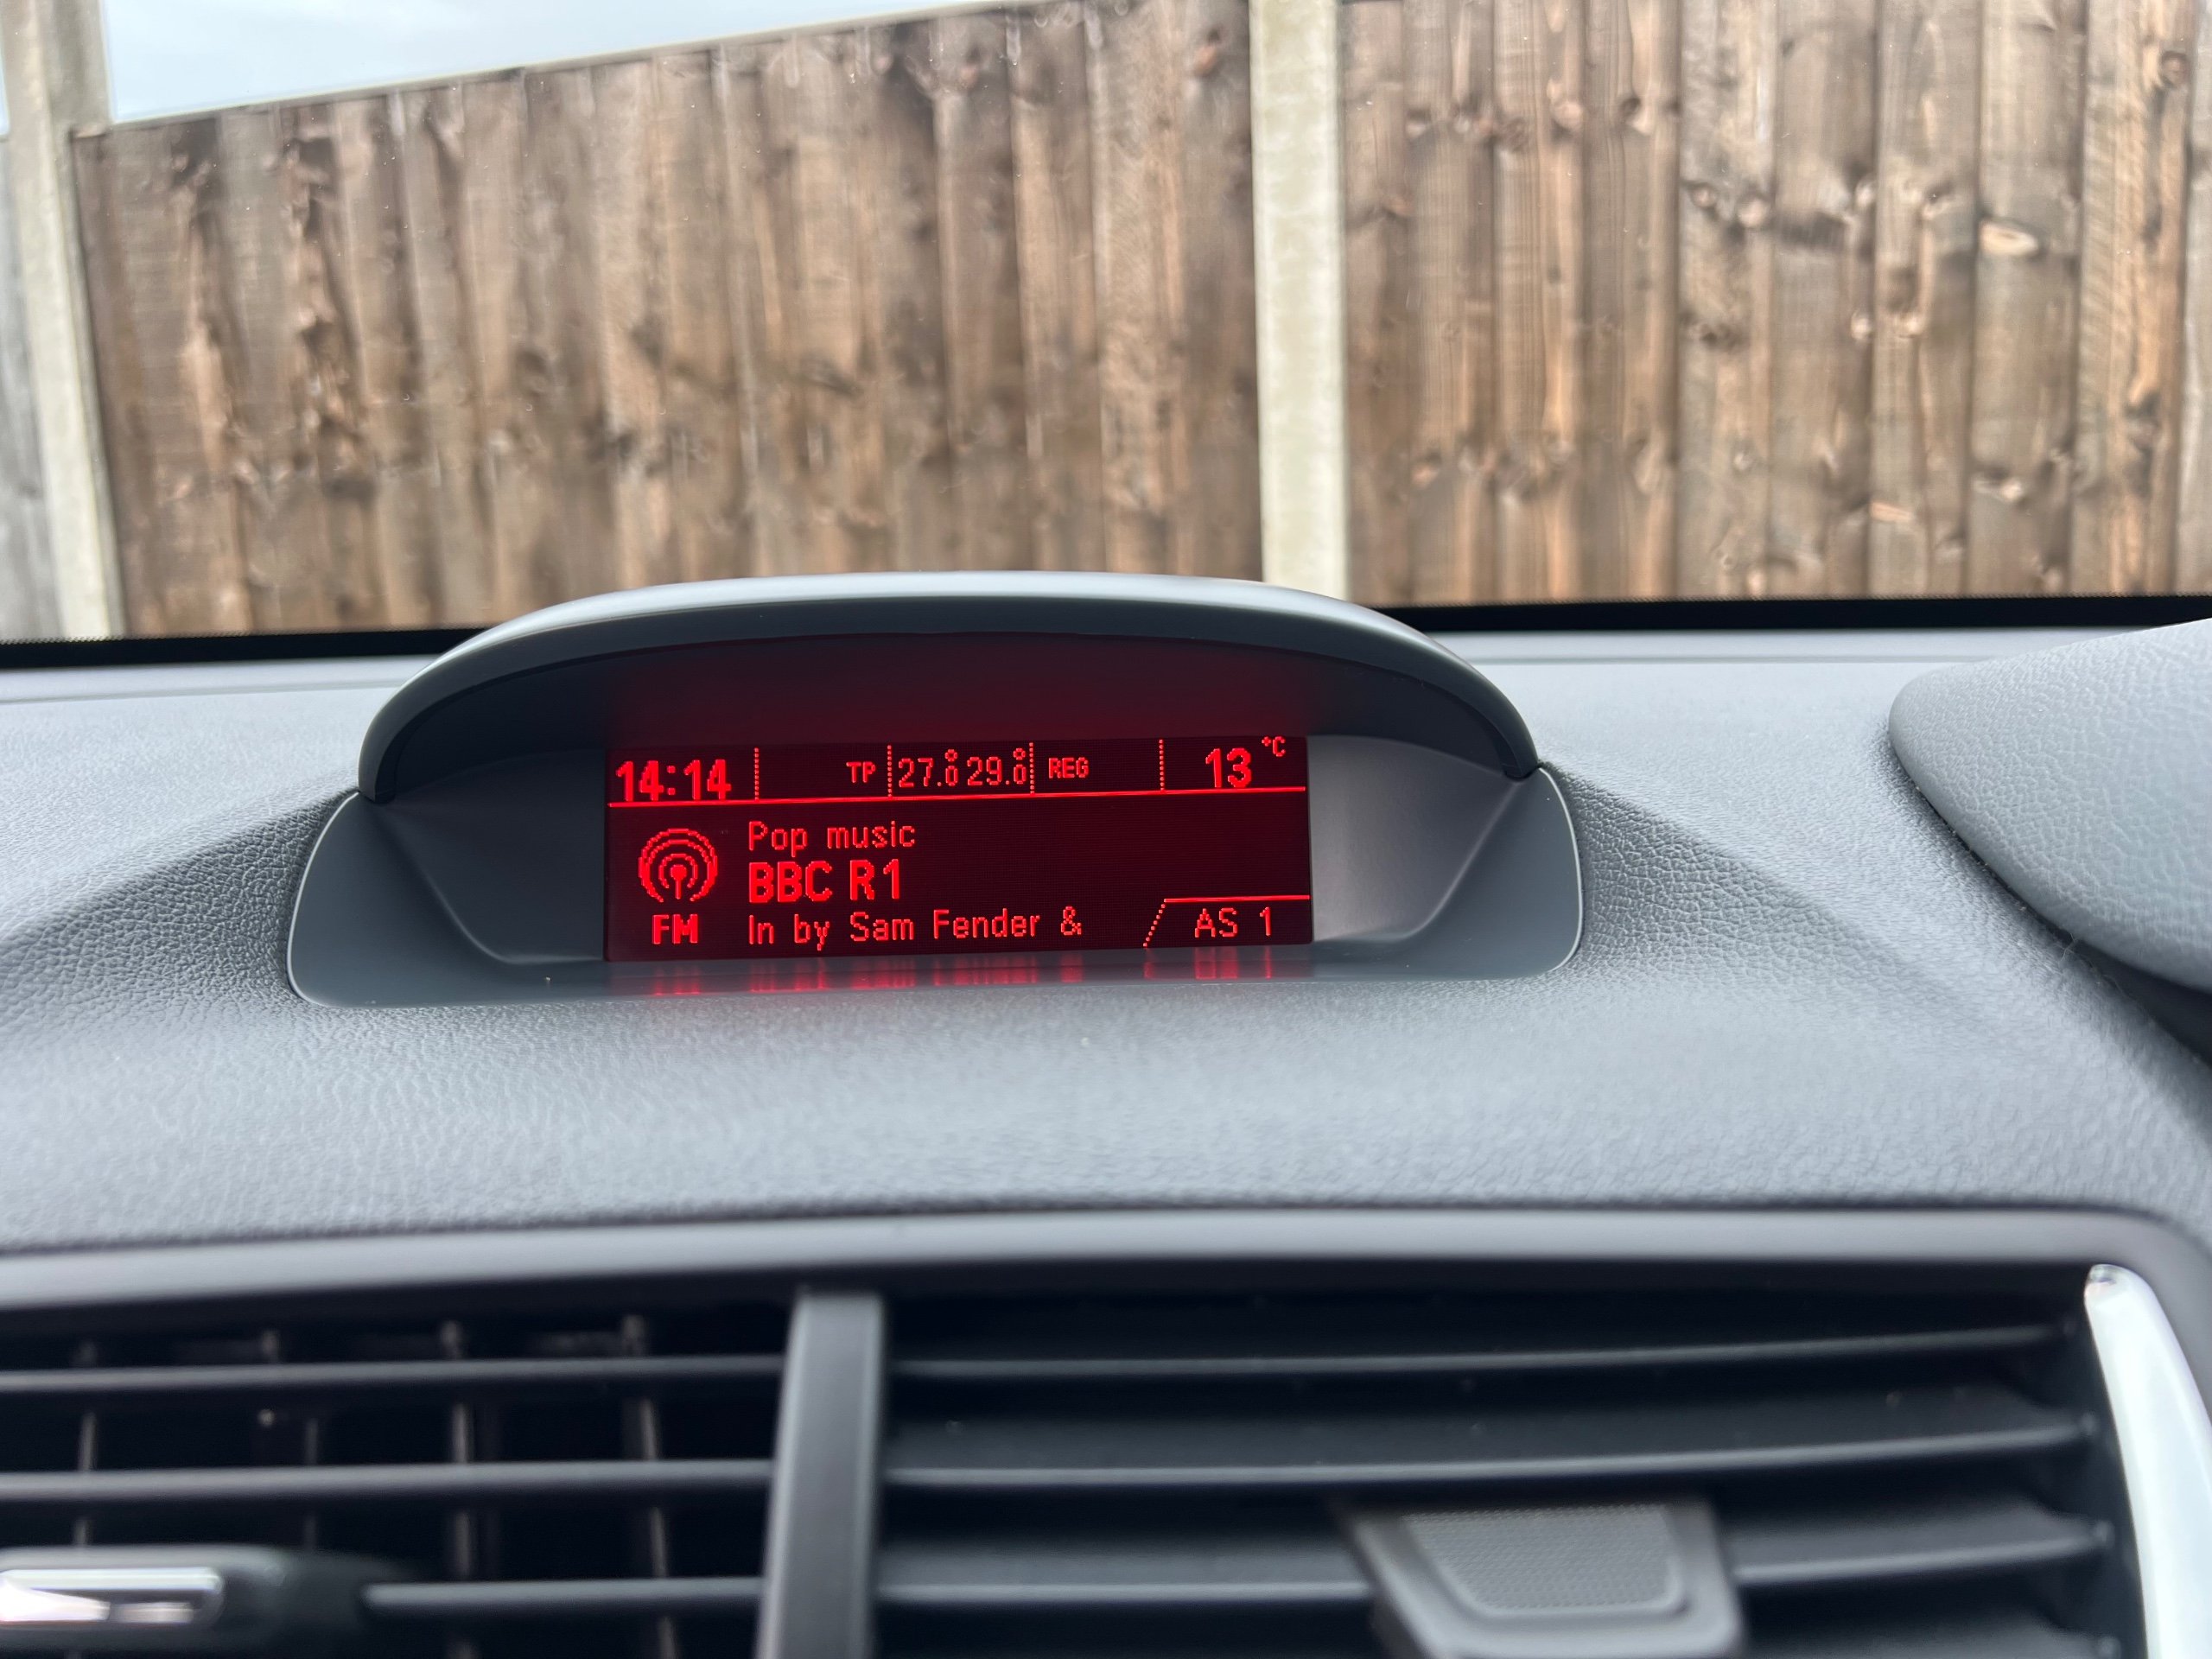 14:14 TP 27.0 29.0 REG 13 °C
Pop music
BBC R1
FM In by Sam Fender & AS 1